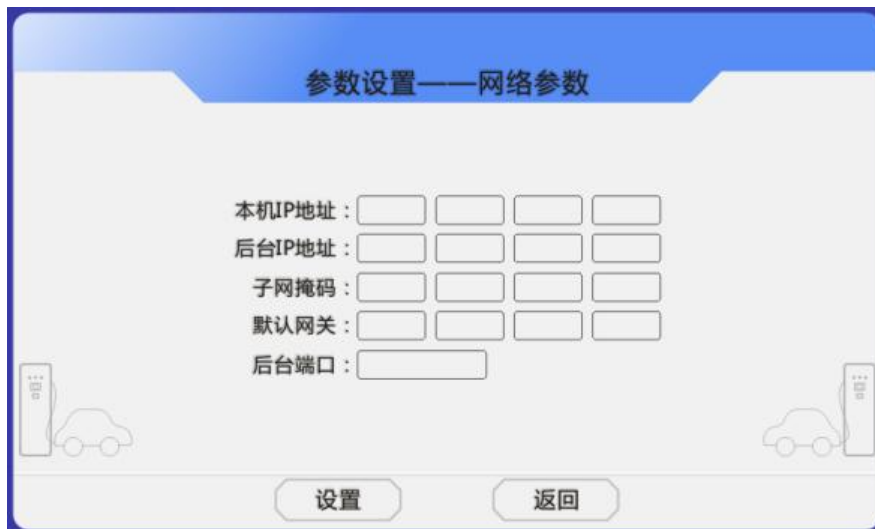 参数设置——网络参数
本机IP地址：
后台IP地址：
子网掩码：
默认网关：
后台端口：
设置 返回